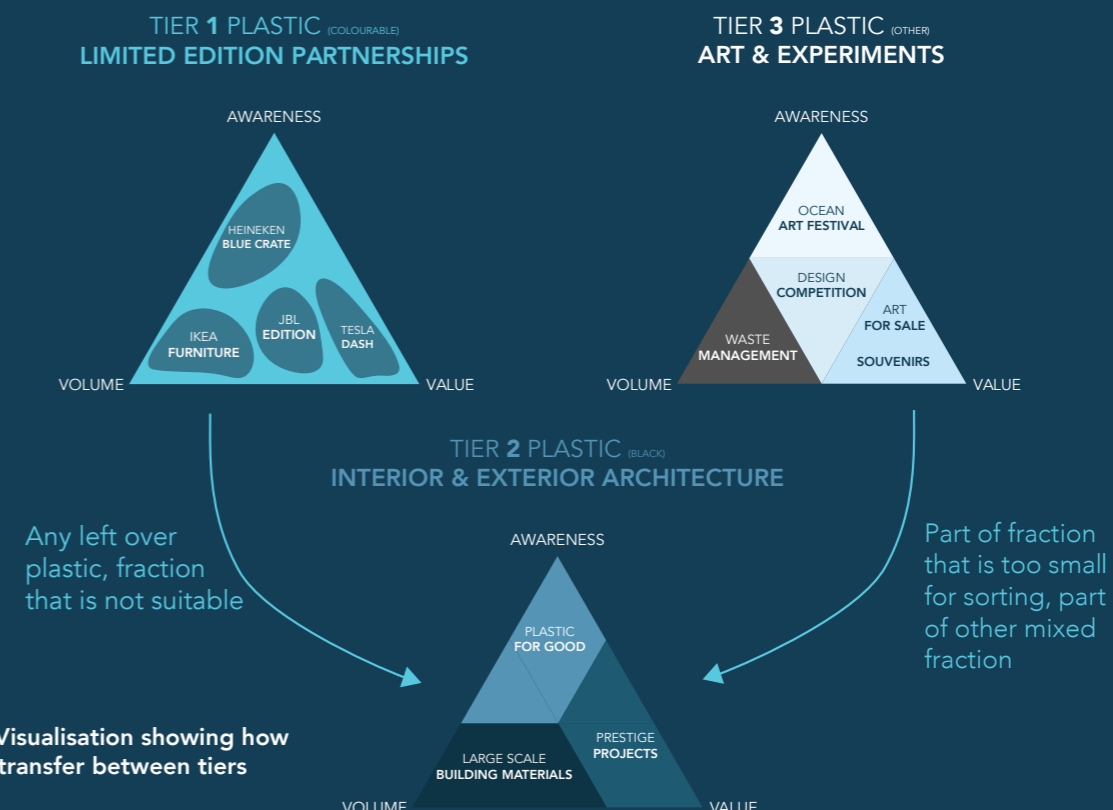 TIER 1 PLASTIC (COLOURABLE)
LIMITED EDITION PARTNERSHIPS
AWARENESS
HEINEKEN
BLUE CRATE
IKEA
FURNITURE
JBL
EDITION
TESLA
DASH
VOLUME
VALUE
TIER 3 PLASTIC (OTHER)
ART & EXPERIMENTS
AWARENESS
OCEAN
ART FESTIVAL
DESIGN
COMPETITION
ART
FOR SALE
SOUVENIRS
WASTE
MANAGEMENT
VOLUME
VALUE
TIER 2 PLASTIC (BLACK)
INTERIOR & EXTERIOR ARCHITECTURE
Any left over
plastic, fraction
that is not suitable
Part of fraction
that is too small
for sorting, part
of other mixed
fraction
AWARENESS
PLASTIC
FOR GOOD
PRESTIGE
PROJECTS
LARGE SCALE
BUILDING MATERIALS
VOLUME
VALUE
Visualisation showing how
transfer between tiers